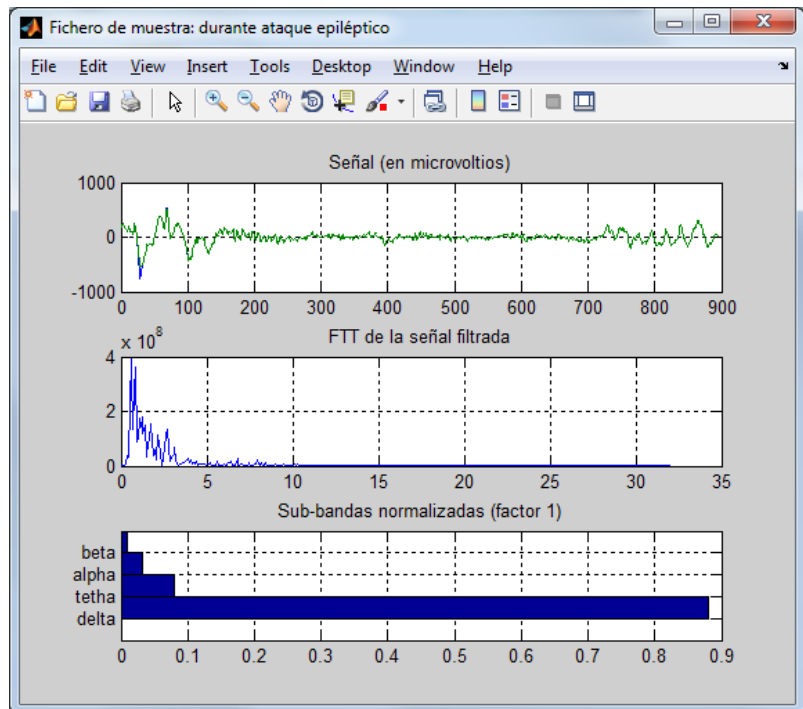 Fichero de muestra: durante ataque epiléptico
File Edit View Insert Tools Desktop Window Help
Señal (en microvoltios)
1000
0
-1000
0 100 200 300 400 500 600 700 800 900
x 10^8
FTT de la señal filtrada
4
2
0
0 5 10 15 20 25 30 35
Sub-bandas normalizadas (factor 1)
beta
alpha
tetha
delta
0 0.1 0.2 0.3 0.4 0.5 0.6 0.7 0.8 0.9